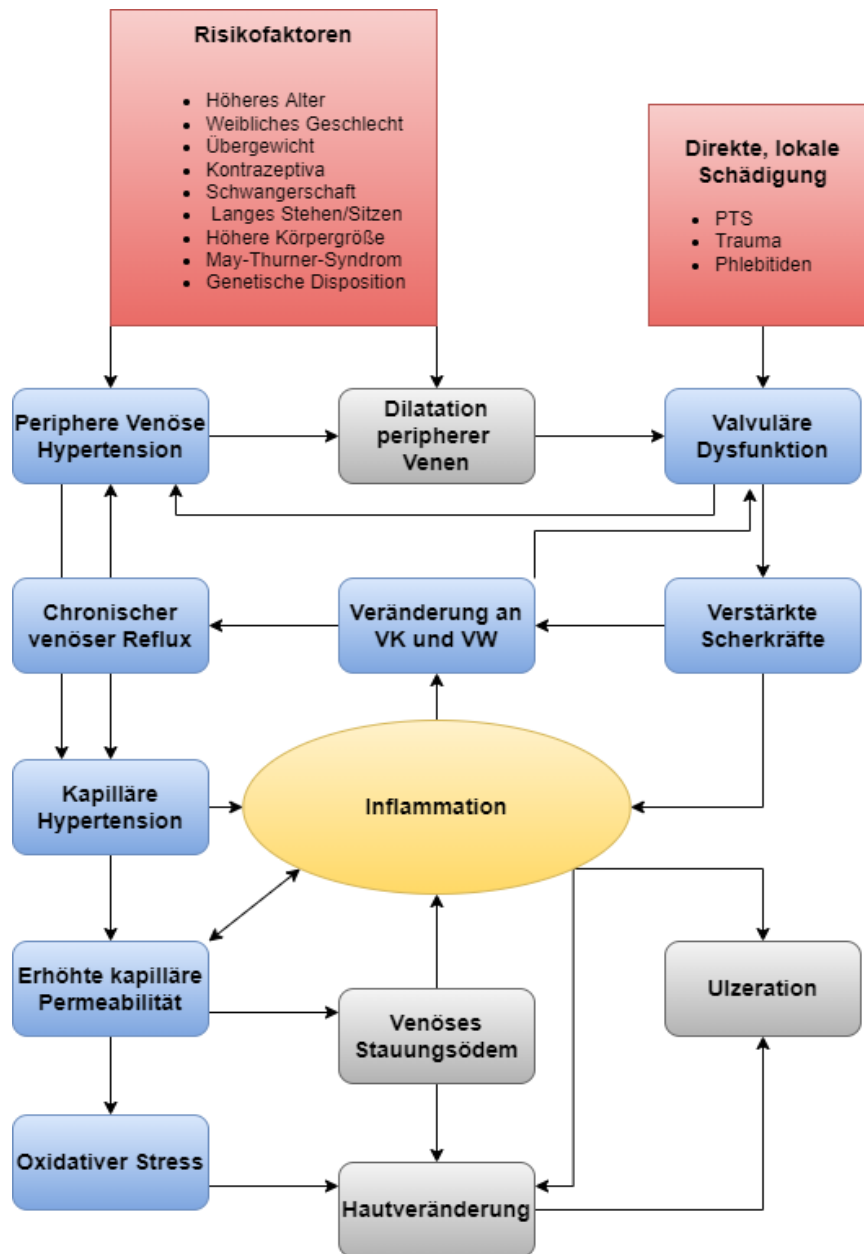 Risikofaktoren
Höheres Alter
Weibliches Geschlecht
Übergewicht
Kontrazeptiva
Schwangerschaft
Langes Stehen/Sitzen
Höhere Körpergröße
May-Thurner-Syndrom
Genetische Disposition
Direkte, lokale
Schädigung
PTS
Trauma
Phlebitiden
Periphere Venöse
Hypertension
Dilatation
peripherer
Venen
Valvuläre
Dysfunktion
Chronischer
venöser Reflux
Veränderung an
VK und VW
Verstärkte
Scherkräfte
Kapilläre
Hypertension
Inflammation
Erhöhte kapilläre
Permeabilität
Venöses
Stauungsödem
Ulzeration
Oxidativer Stress
Hautveränderung